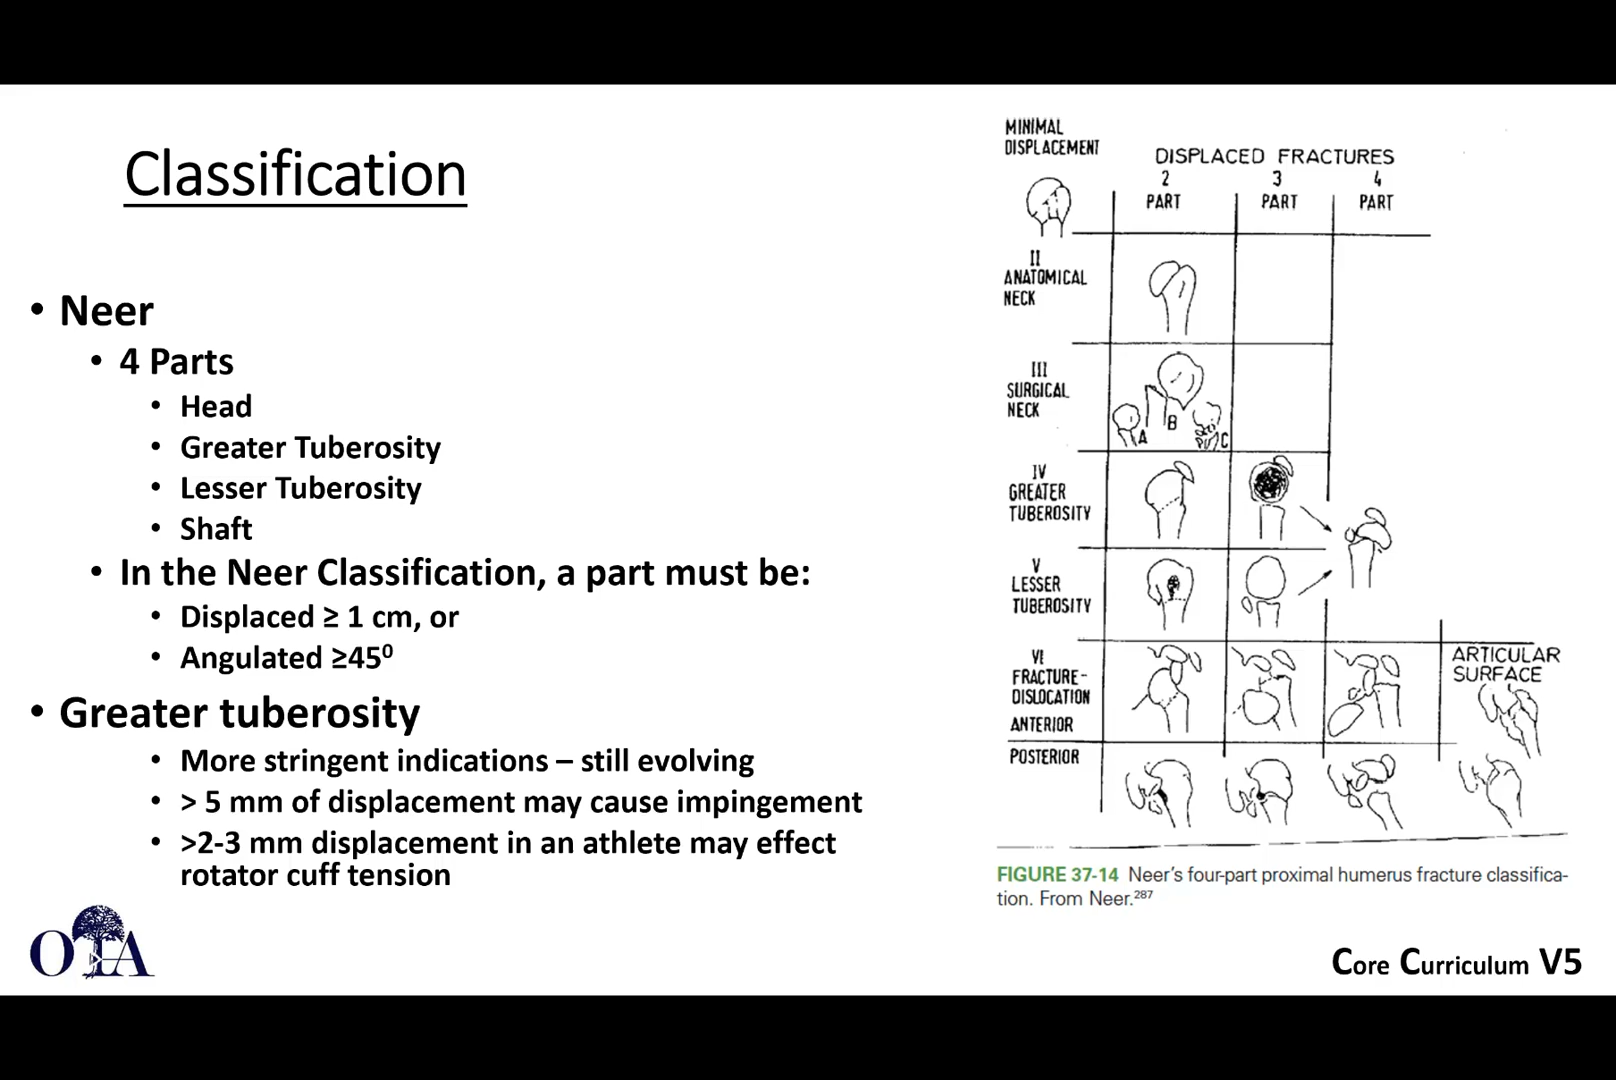 Classification
• Neer
• 4 Parts
• Head
• Greater Tuberosity
• Lesser Tuberosity
• Shaft
• In the Neer Classification, a part must be:
• Displaced ≥ 1 cm, or
• Angulated ≥45⁰
• Greater tuberosity
• More stringent indications – still evolving
• > 5 mm of displacement may cause impingement
• >2-3 mm displacement in an athlete may effect
rotator cuff tension
OTA
MINIMAL
DISPLACEMENT
DISPLACED FRACTURES
2
PART
3
PART
4
PART
II
ANATOMICAL
NECK
III
SURGICAL
NECK
A
B
C
IV
GREATER
TUBEROSITY
V
LESSER
TUBEROSITY
VI
FRACTURE-
DISLOCATION
ANTERIOR
POSTERIOR
ARTICULAR
SURFACE
FIGURE 37-14 Neer's four-part proximal humerus fracture classifica-
tion. From Neer.²⁸⁷
Core Curriculum V5